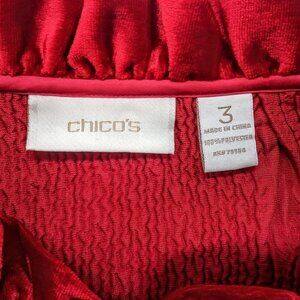 chico's
3
MADE IN CHINA
100% POLYESTER